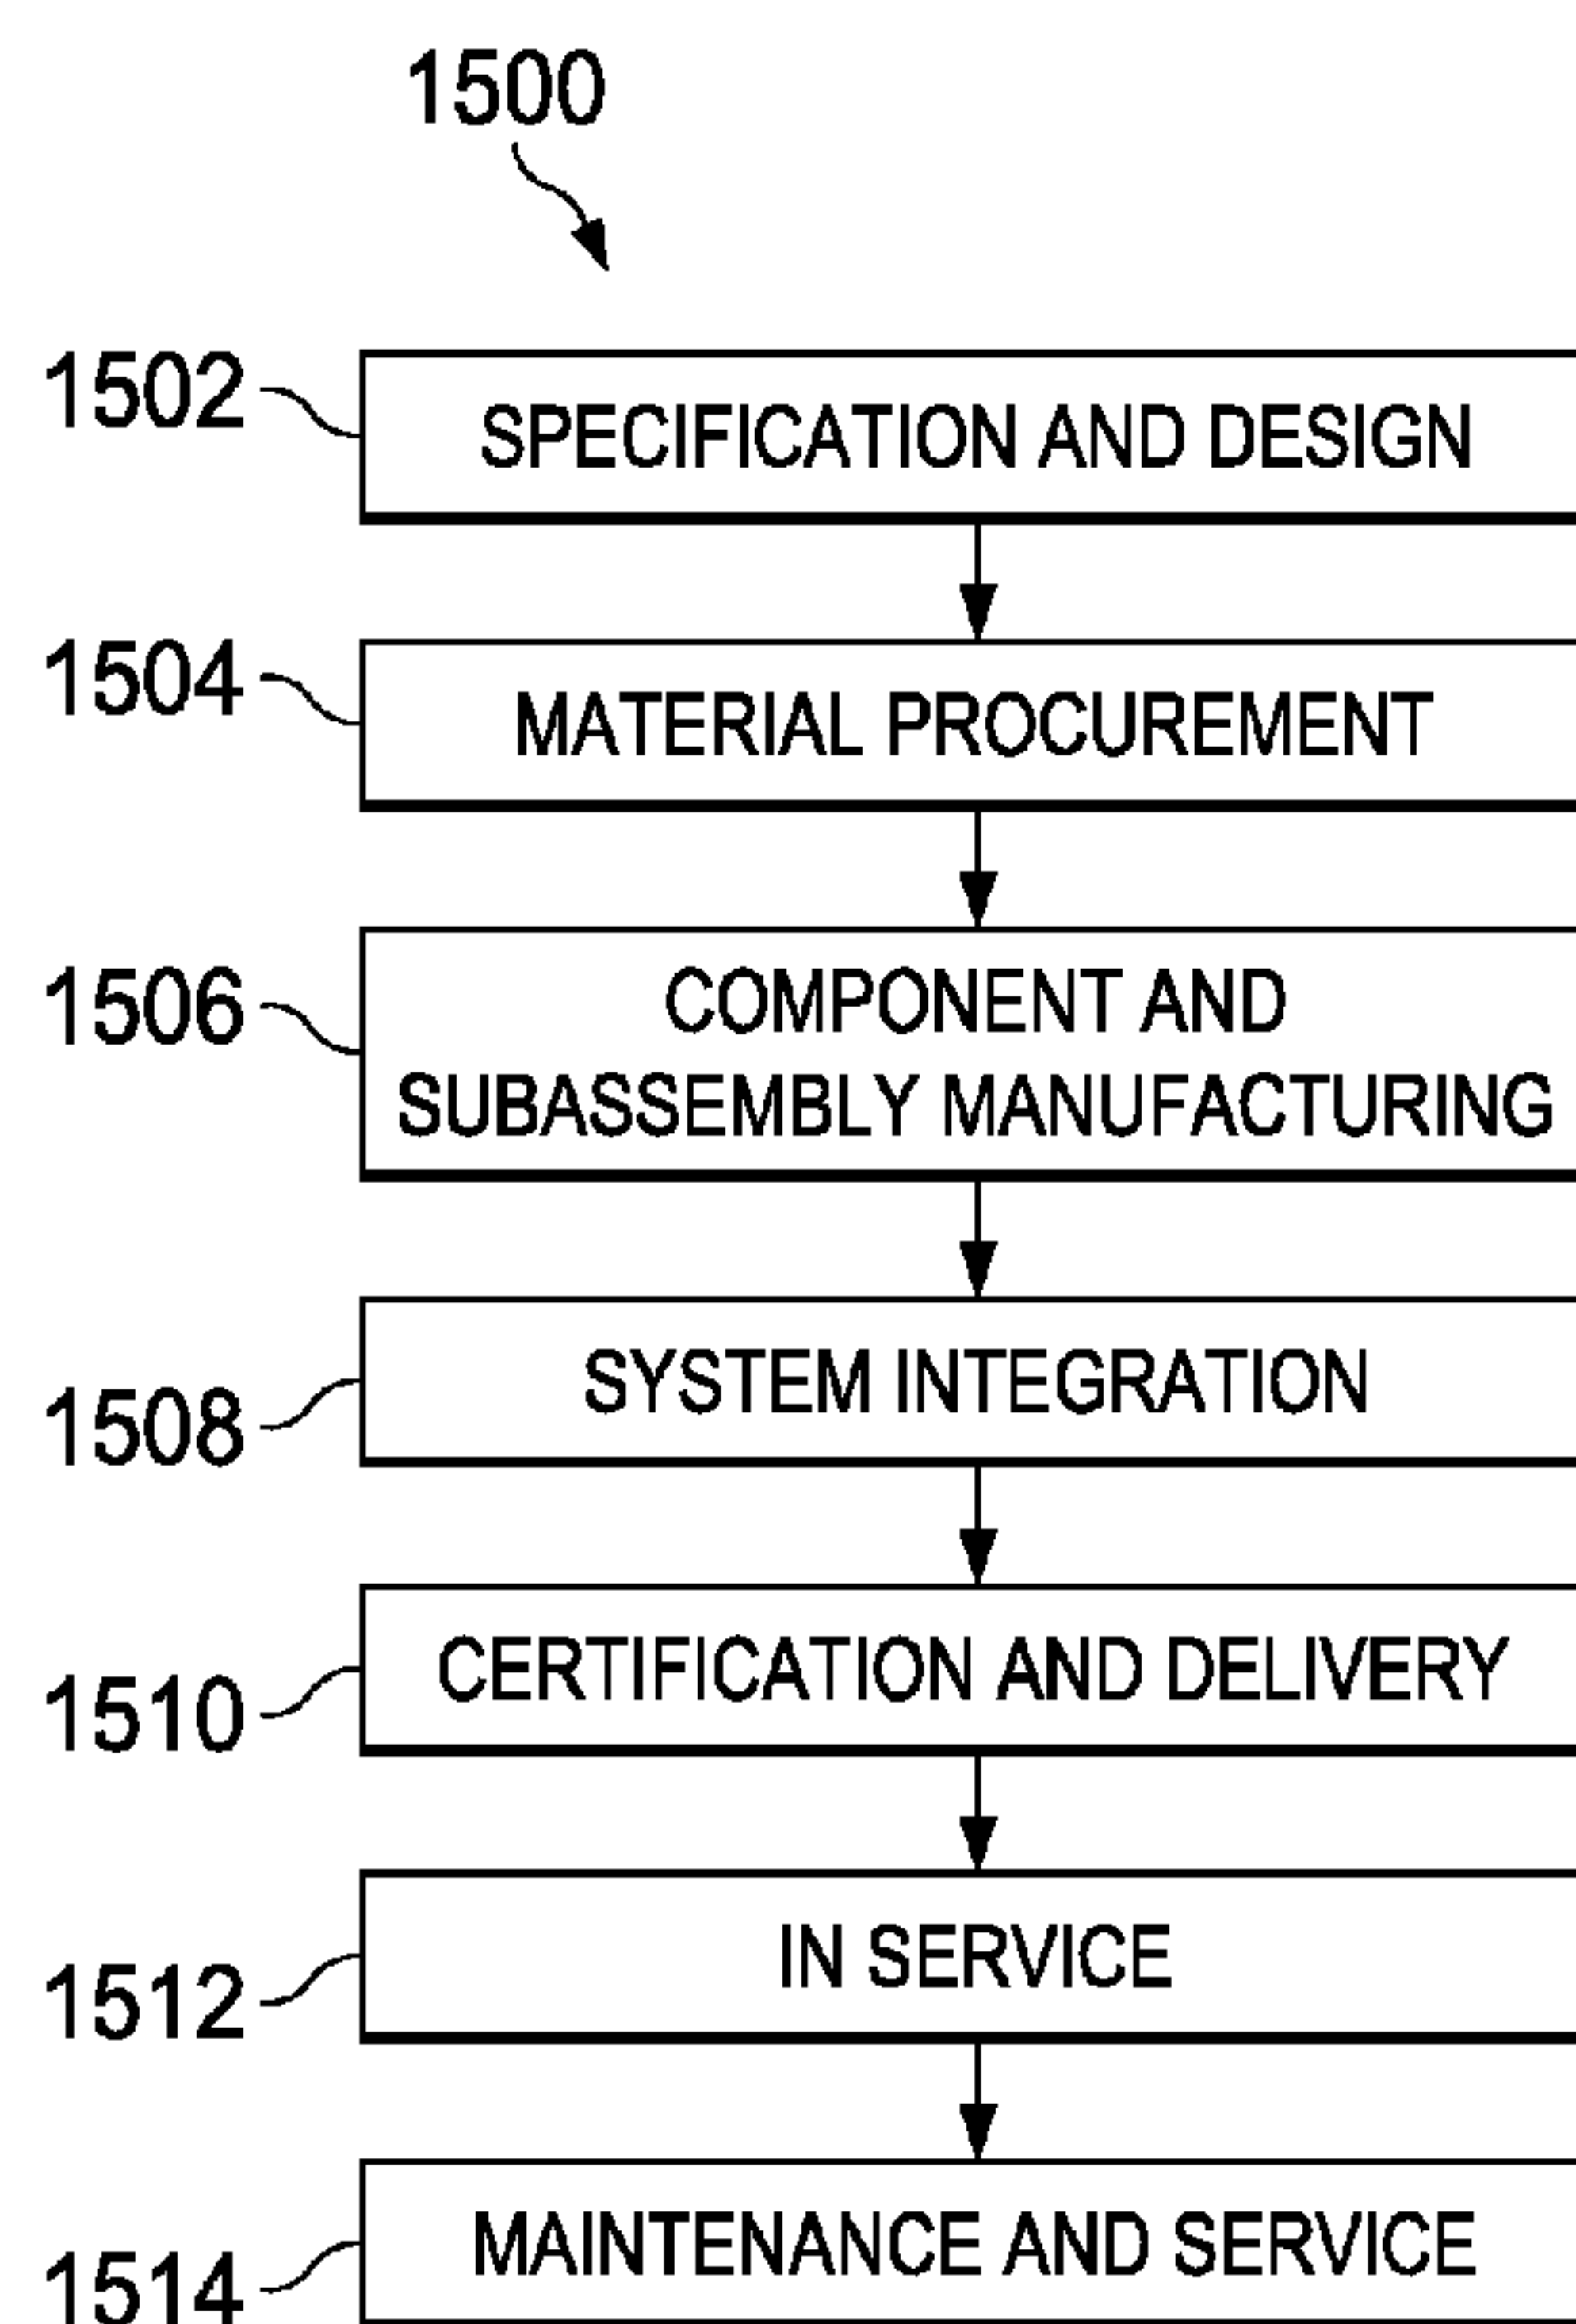 1500
1502
SPECIFICATION AND DESIGN
1504
MATERIAL PROCUREMENT
1506
COMPONENT AND
SUBASSEMBLY MANUFACTURING
1508
SYSTEM INTEGRATION
1510
CERTIFICATION AND DELIVERY
1512
IN SERVICE
1514
MAINTENANCE AND SERVICE